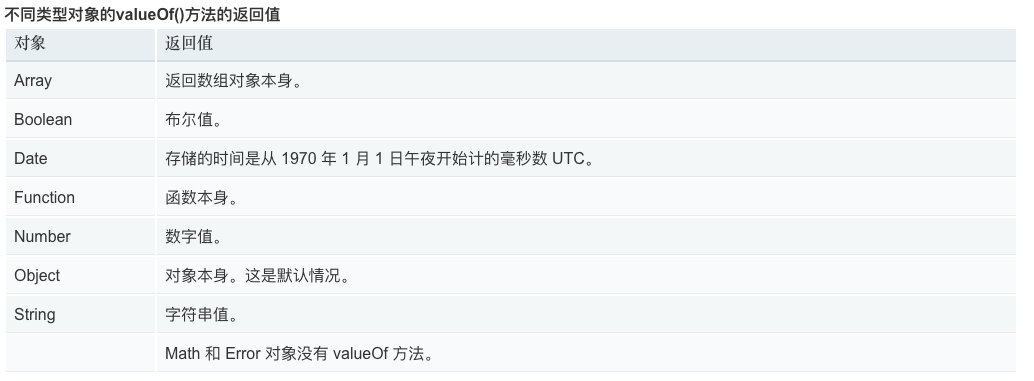 不同类型对象的valueOf()方法的返回值
对象 返回值
Array 返回数组对象本身。
Boolean 布尔值。
Date 存储的时间是从 1970 年 1 月 1 日午夜开始计的毫秒数 UTC。
Function 函数本身。
Number 数字值。
Object 对象本身。这是默认情况。
String 字符串值。
Math 和 Error 对象没有 valueOf 方法。